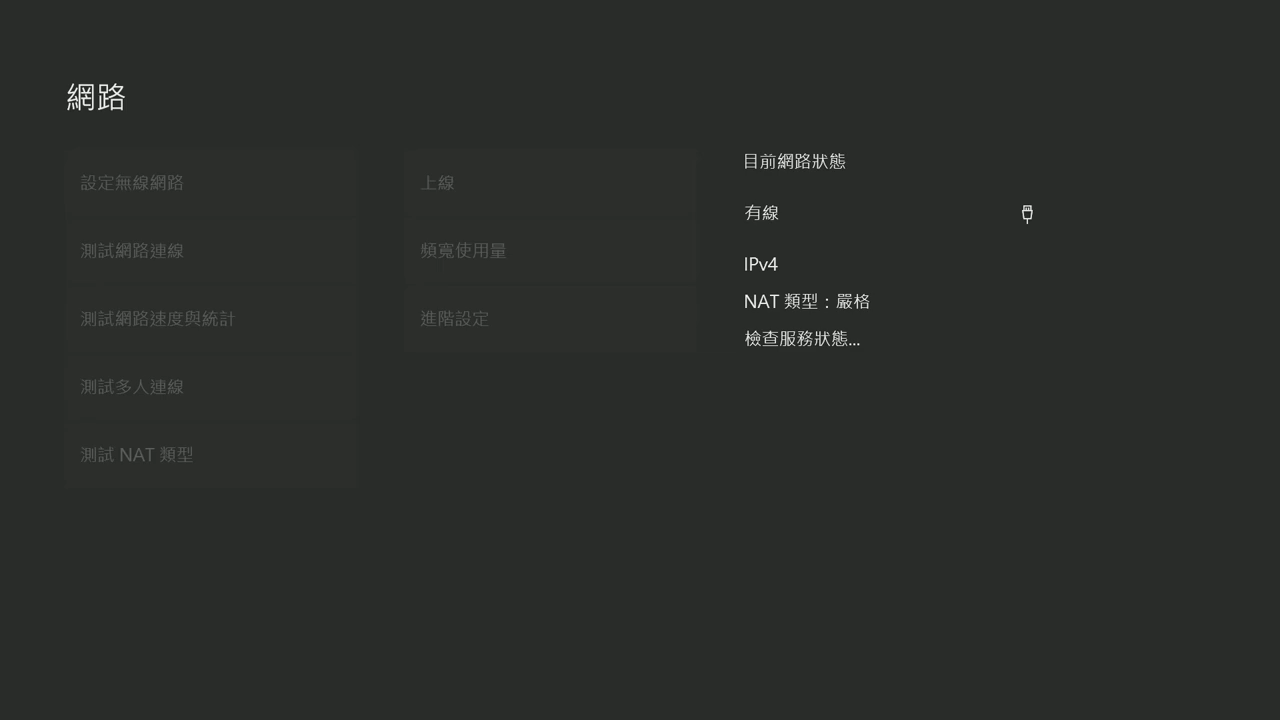 網路
設定無線網路
測試網路連線
測試網路速度與統計
測試多人連線
測試 NAT 類型
上線
頻寬使用量
進階設定
目前網路狀態
有線
IPv4
NAT 類型：嚴格
檢查服務狀態...